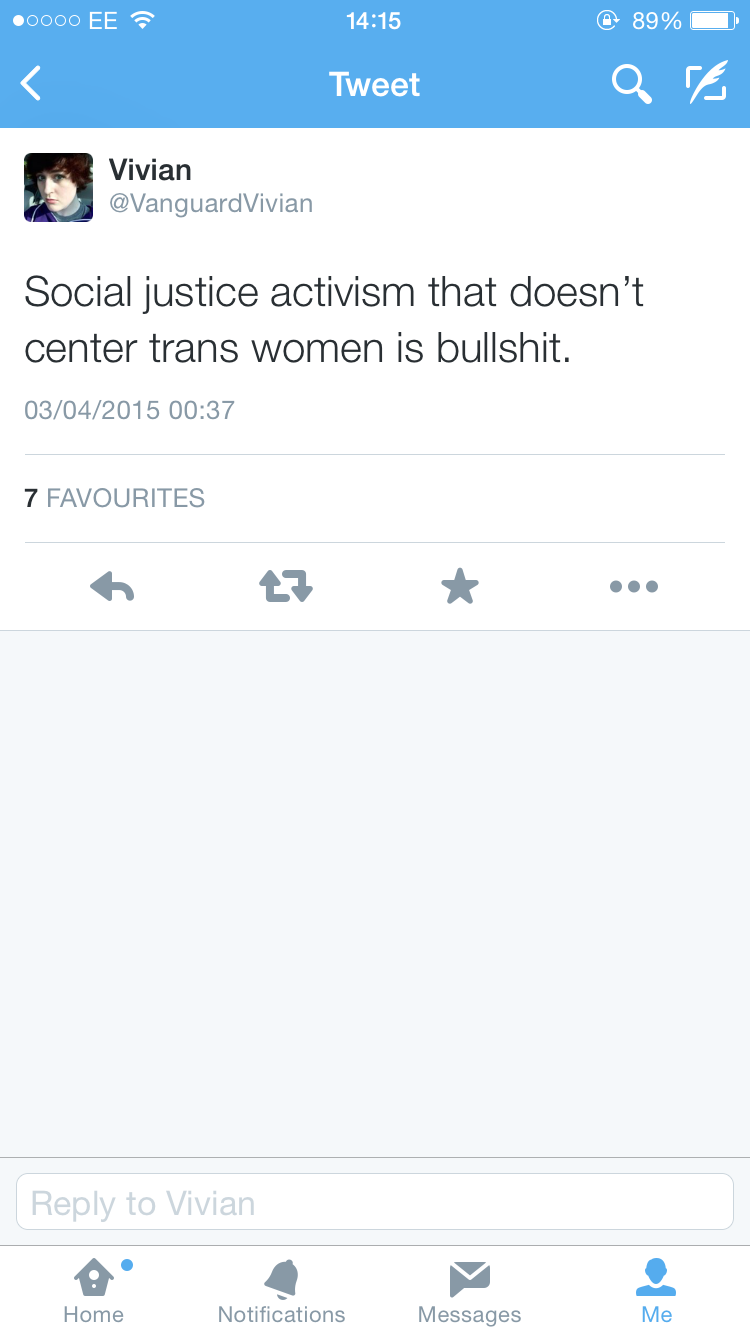 EE 14:15 89%
Tweet
Vivian
@VanguardVivian
Social justice activism that doesn’t
center trans women is bullshit.
03/04/2015 00:37
7 FAVOURITES
Reply to Vivian
Home Notifications Messages Me